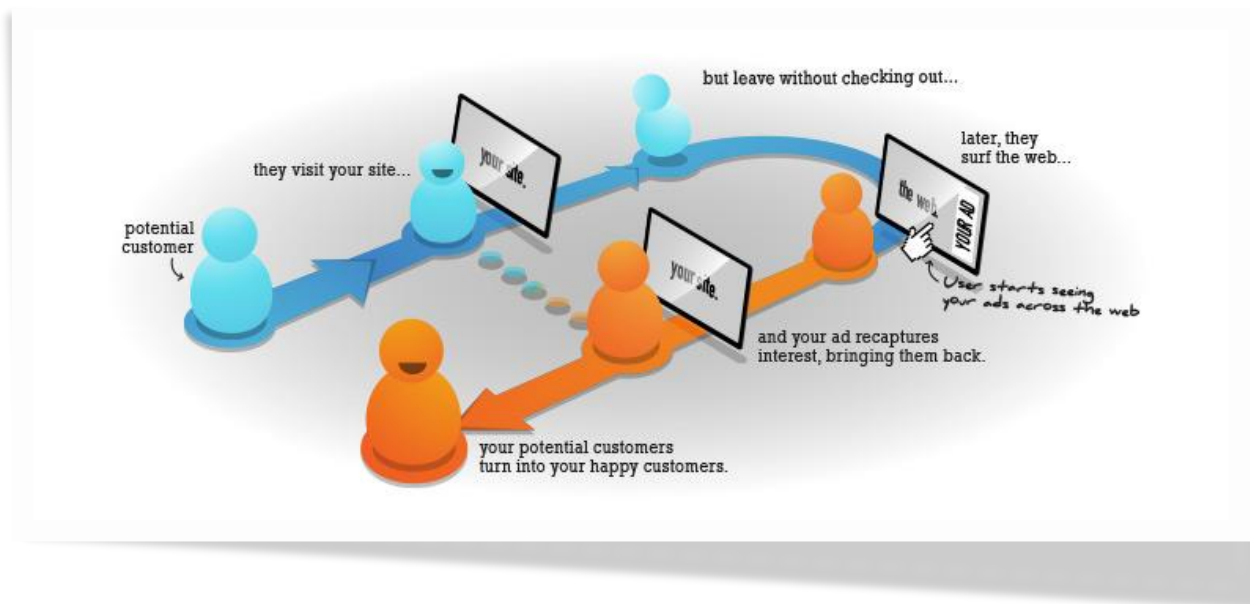 potential
customer
they visit your site...
your site.
but leave without checking out...
later, they
surf the web...
the web.
YOUR AD
User starts seeing
your ads across the web
your site.
and your ad recaptures
interest, bringing them back.
your potential customers
turn into your happy customers.